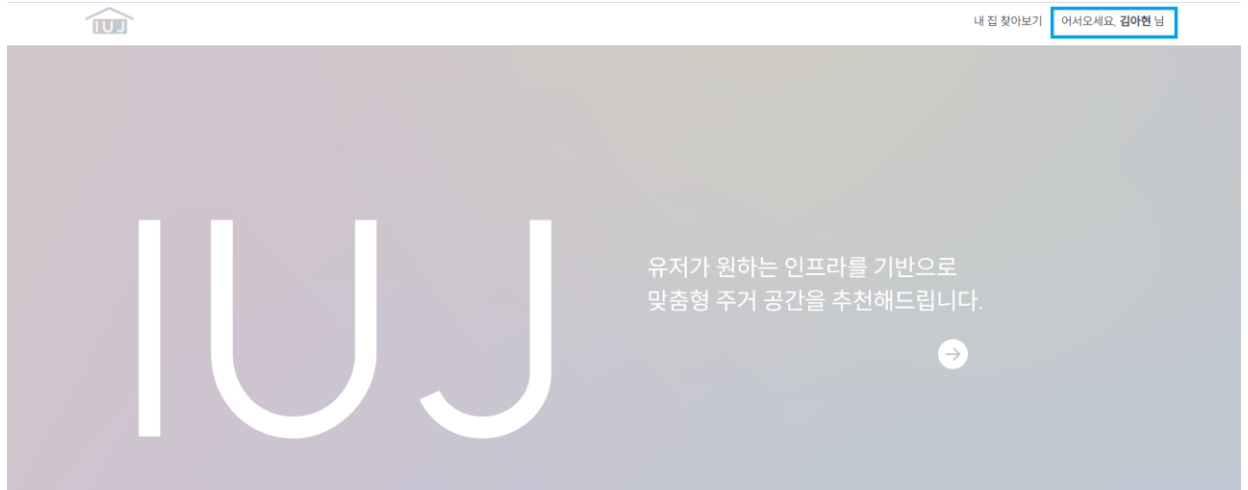 IUJ
내 집 찾아보기
어서오세요, 김아현 님
IUJ
유저가 원하는 인프라를 기반으로
맞춤형 주거 공간을 추천해드립니다.